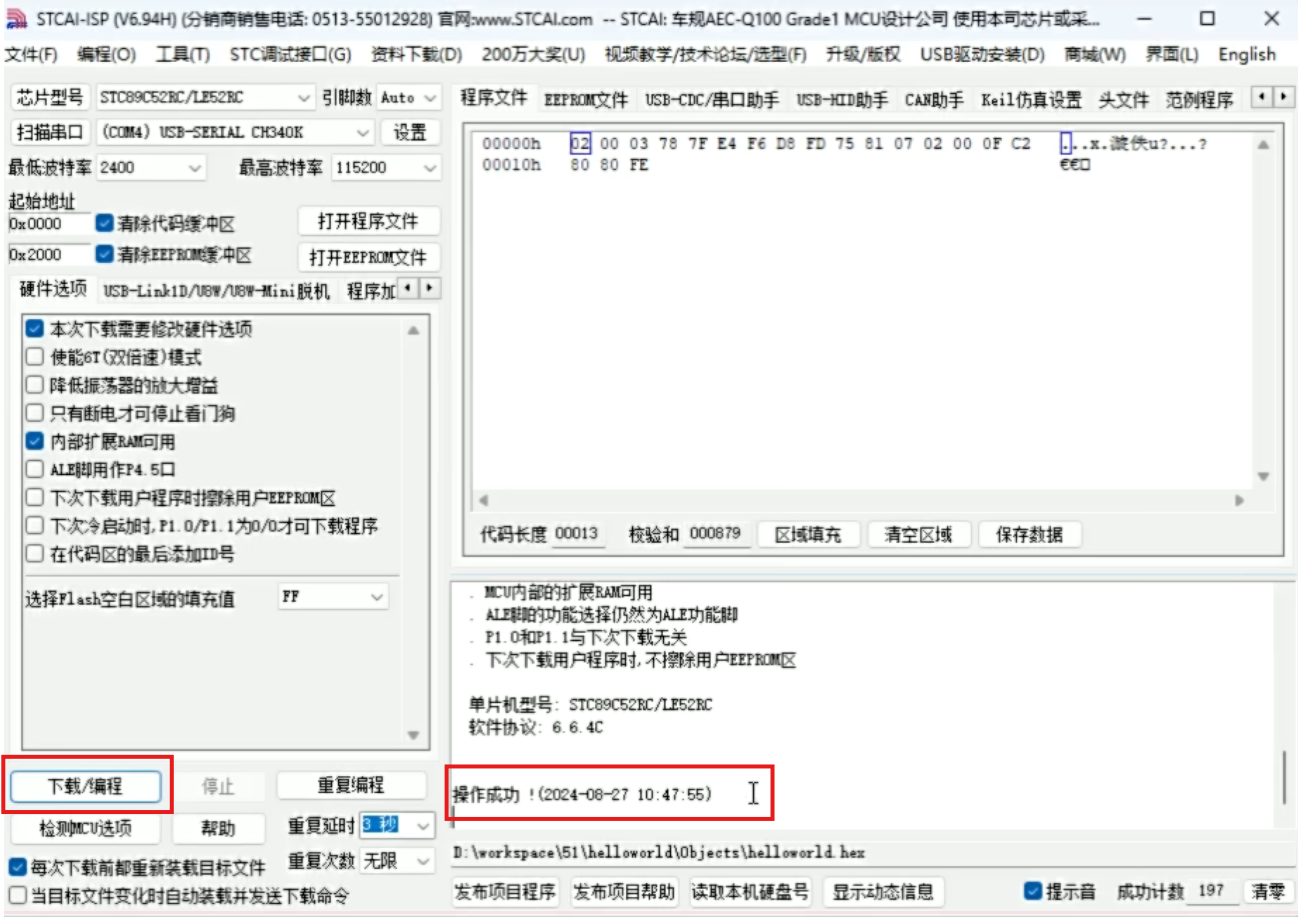 STCAI-ISP (V6.94H) (分销商销售电话: 0513-55012928) 官网:www.STCAI.com -- STCAI: 车规AEC-Q100 Grade1 MCU设计公司 使用本司芯片或采...
文件(F) 编程(O) 工具(T) STC调试接口(G) 资料下载(D) 200万大奖(U) 视频教学/技术论坛/选型(F) 升级/版权 USB驱动安装(D) 商城(W) 界面(L) English
芯片型号 STC89C52RC/LE52RC 引脚数 Auto
扫描串口 (COM4) USB-SERIAL CH340K 设置
最低波特率 2400 最高波特率 115200
起始地址
0x0000 清除代码缓冲区 打开程序文件
0x2000 清除EEPROM缓冲区 打开EEPROM文件
硬件选项 USB-Link1D/U8W/U8W-Mini脱机 程序加
本次下载需要修改硬件选项
使能6T(双倍速)模式
降低振荡器的放大增益
只有断电才可停止看门狗
内部扩展RAM可用
ALE脚用作P4.5口
下次下载用户程序时擦除用户EEPROM区
下次冷启动时,P1.0/P1.1为0/0才可下载程序
在代码区的最后添加ID号
选择Flash空白区域的填充值 FF
下载/编程 停止 重复编程
检测MCU选项 帮助 重复延时 3 秒
每次下载前都重新装载目标文件 重复次数 无限
当目标文件变化时自动装载并发送下载命令
程序文件 EEPROM文件 USB-CDC/串口助手 USB-HID助手 CAN助手 Keil仿真设置 头文件 范例程序
00000h 02 00 03 78 7F E4 F6 D8 FD 75 81 07 02 00 0F C2 ...x.漩佚u?...?
00010h 80 80 FE €€□
代码长度 00013 校验和 000879 区域填充 清空区域 保存数据
. MCU内部的扩展RAM可用
. ALE脚的功能选择仍然为ALE功能脚
. P1.0和P1.1与下次下载无关
. 下次下载用户程序时,不擦除用户EEPROM区
单片机型号: STC89C52RC/LE52RC
软件协议: 6.6.4C
操作成功 !(2024-08-27 10:47:55)
D:\workspace\51\helloworld\Objects\helloworld.hex
发布项目程序 发布项目帮助 读取本机硬盘号 显示动态信息 提示音 成功计数 197 清零